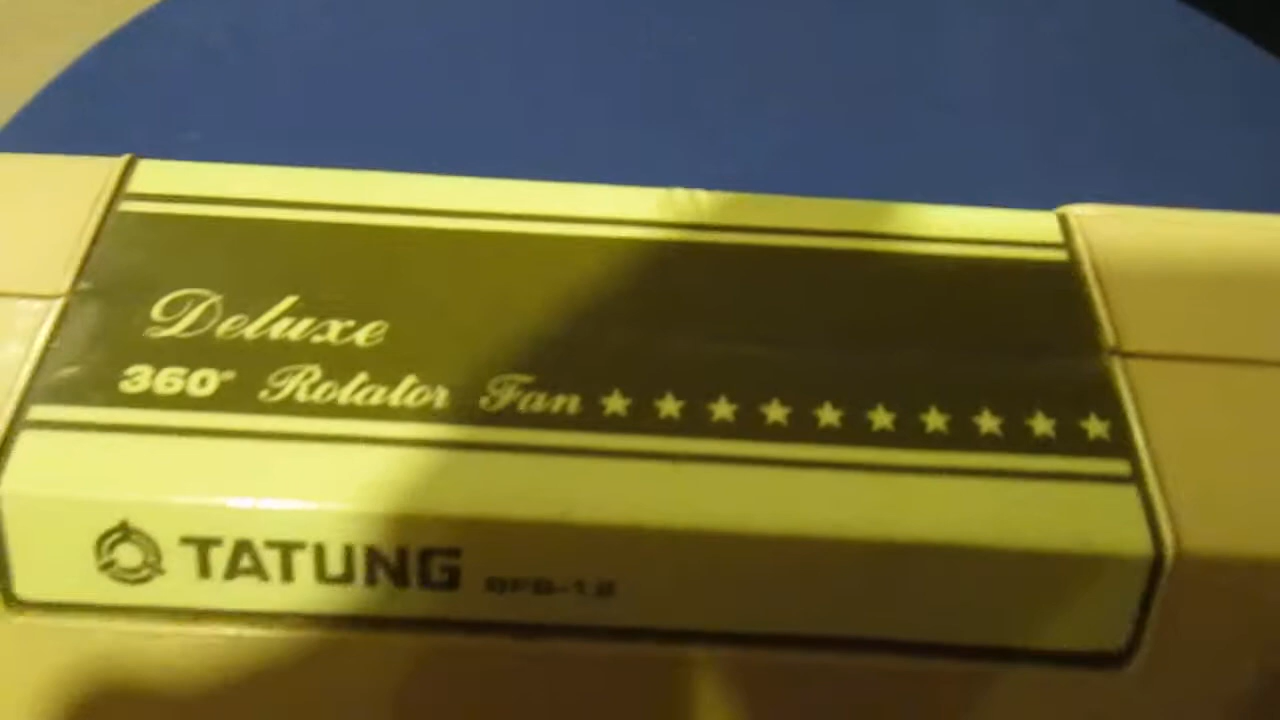 Deluxe
360° Rotator Fan ★★★★★★★★★★
TATUNG